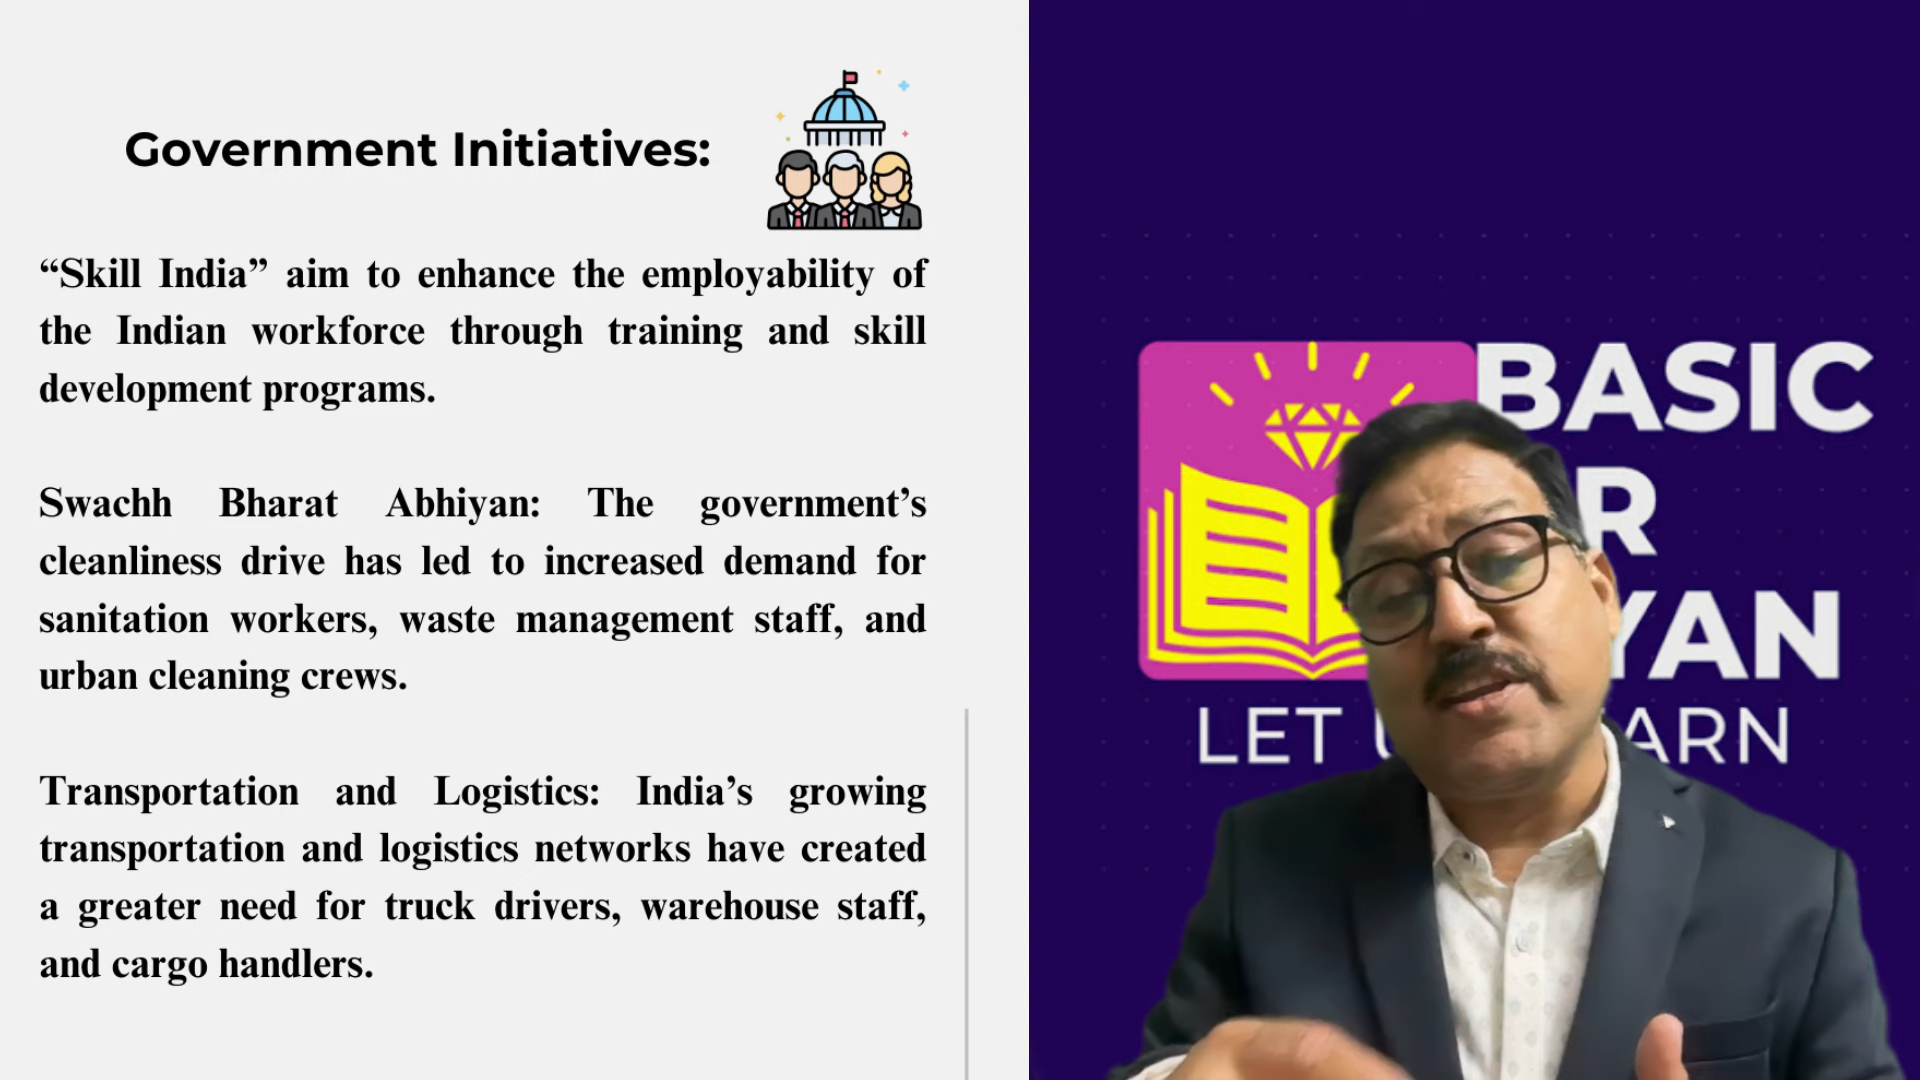 Government Initiatives:
“Skill India” aim to enhance the employability of
the Indian workforce through training and skill
development programs.
Swachh Bharat Abhiyan: The government’s
cleanliness drive has led to increased demand for
sanitation workers, waste management staff, and
urban cleaning crews.
Transportation and Logistics: India’s growing
transportation and logistics networks have created
a greater need for truck drivers, warehouse staff,
and cargo handlers.
BASIC
LET